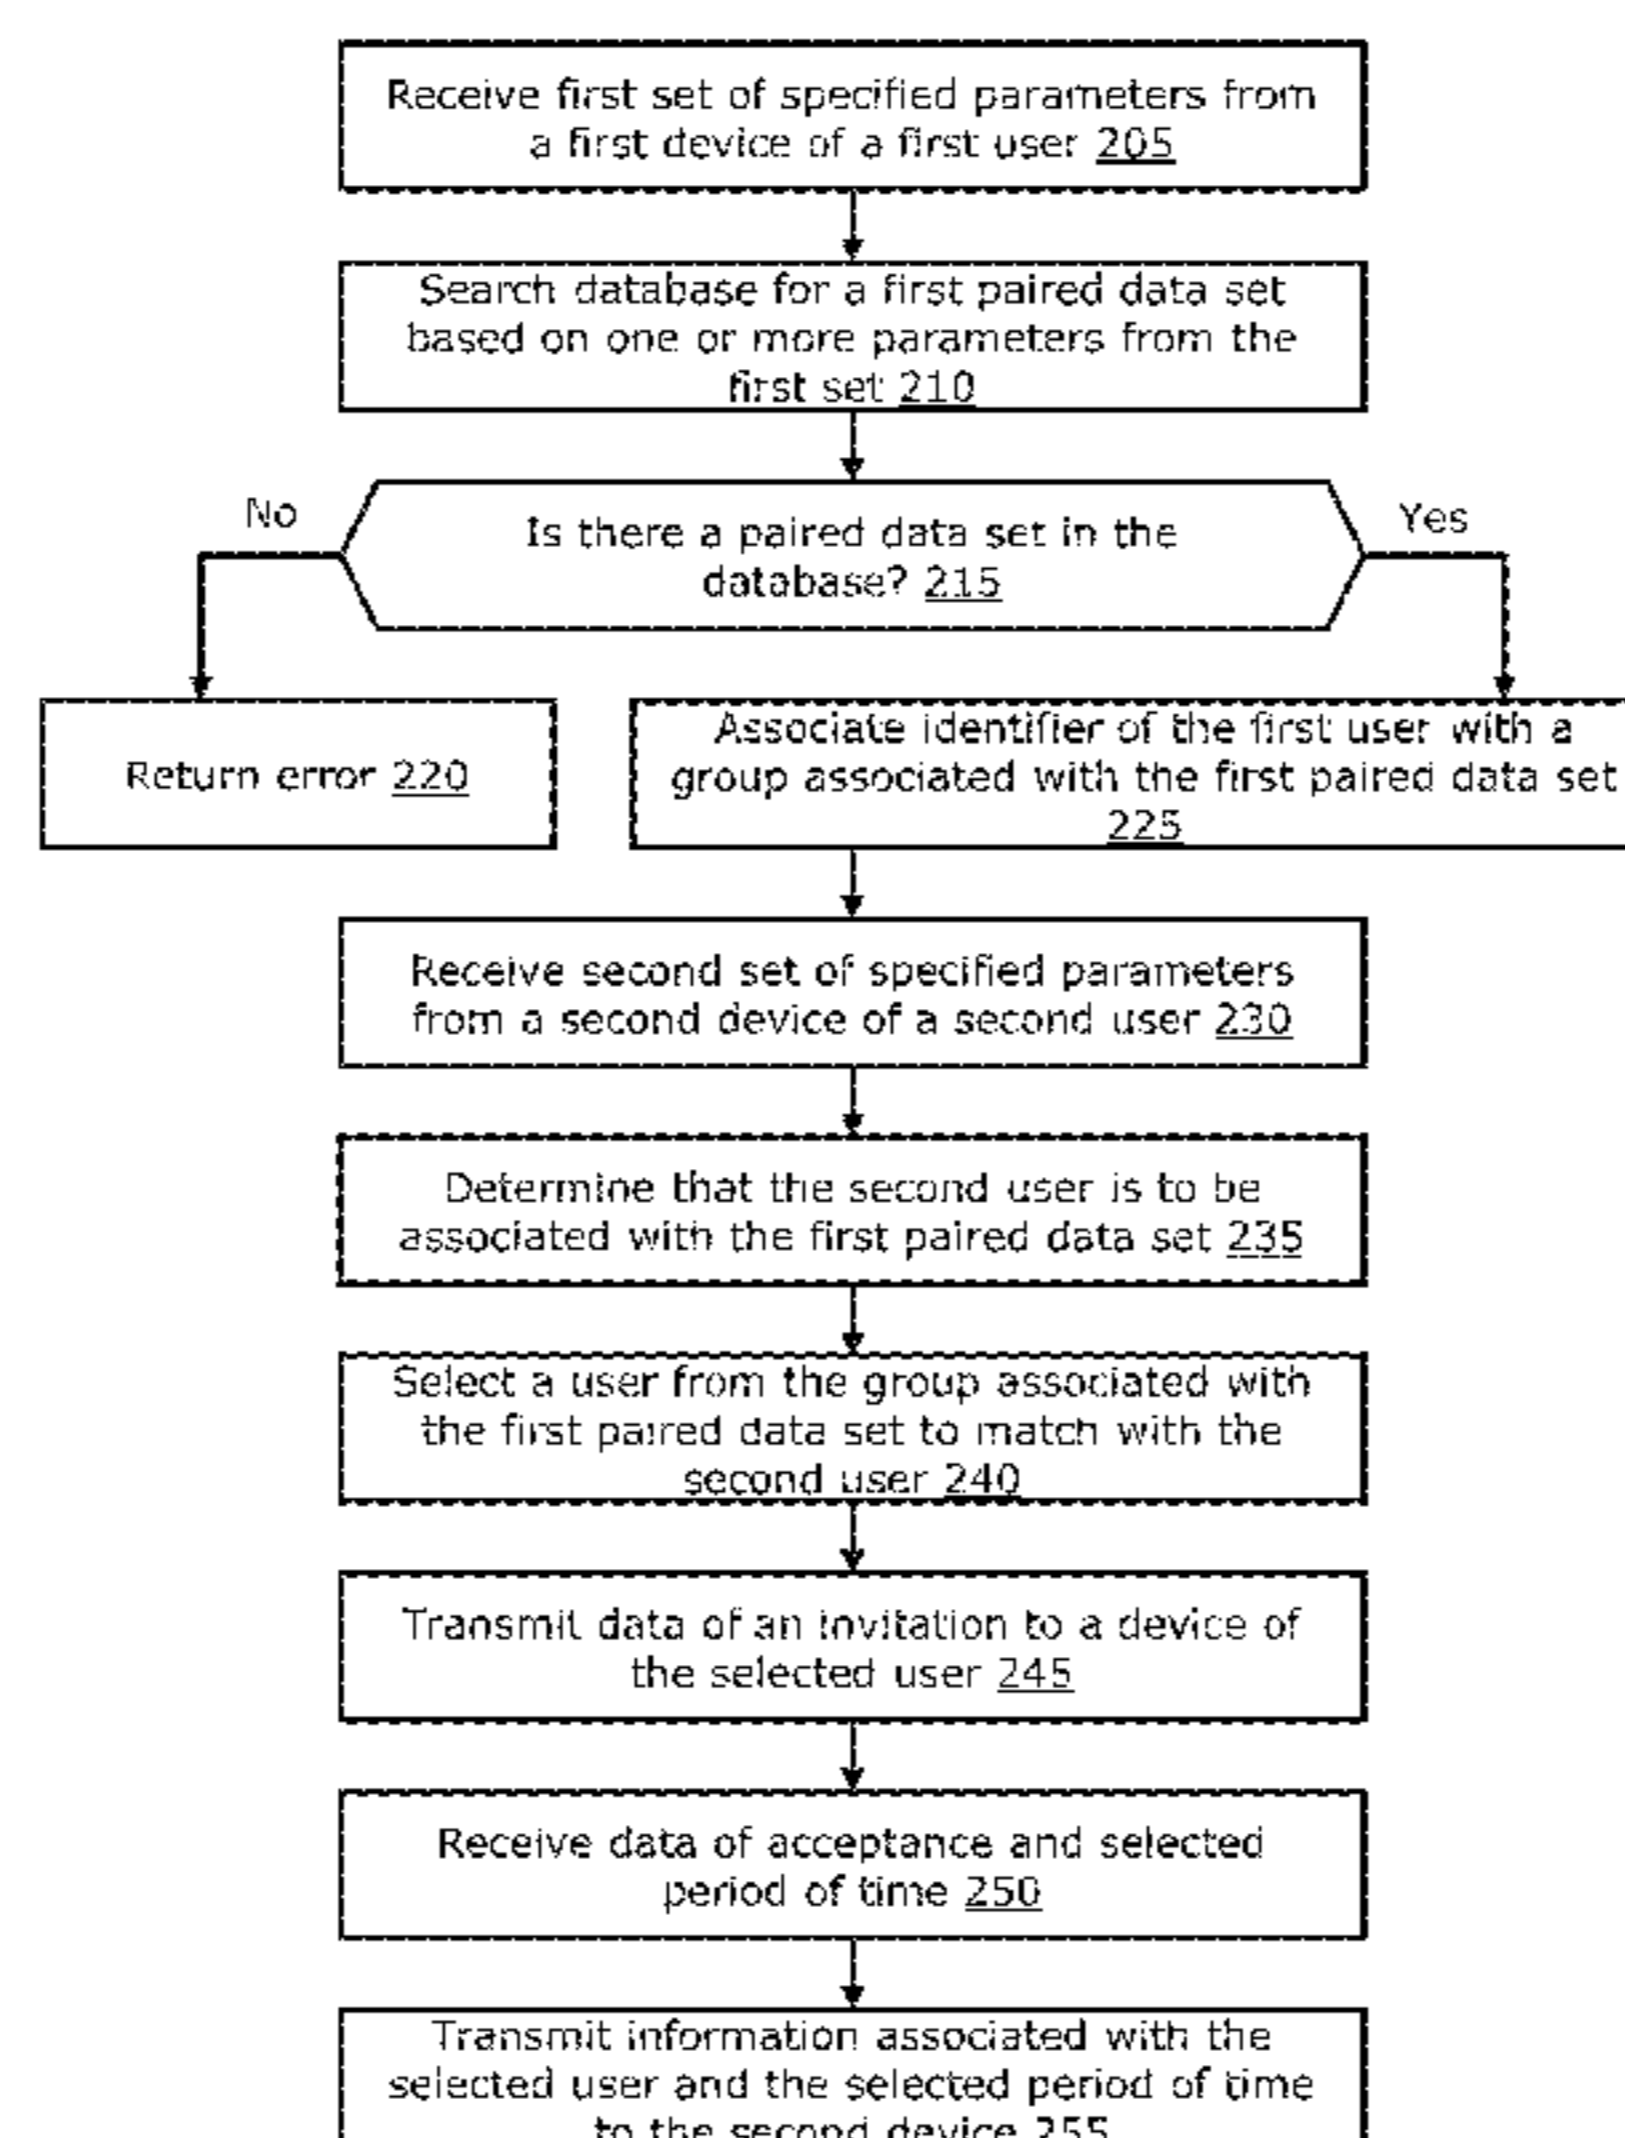 Receive first set of specified parameters from
a first device of a first user 205
Search database for a first paired data set
based on one or more parameters from the
first set 210
No
Yes
Is there a paired data set in the
database? 215
Return error 220
Associate identifier of the first user with a
group associated with the first paired data set
225
Receive second set of specified parameters
from a second device of a second user 230
Determine that the second user is to be
associated with the first paired data set 235
Select a user from the group associated with
the first paired data set to match with the
second user 240
Transmit data of an invitation to a device of
the selected user 245
Receive data of acceptance and selected
period of time 250
Transmit information associated with the
selected user and the selected period of time
to the second device 255